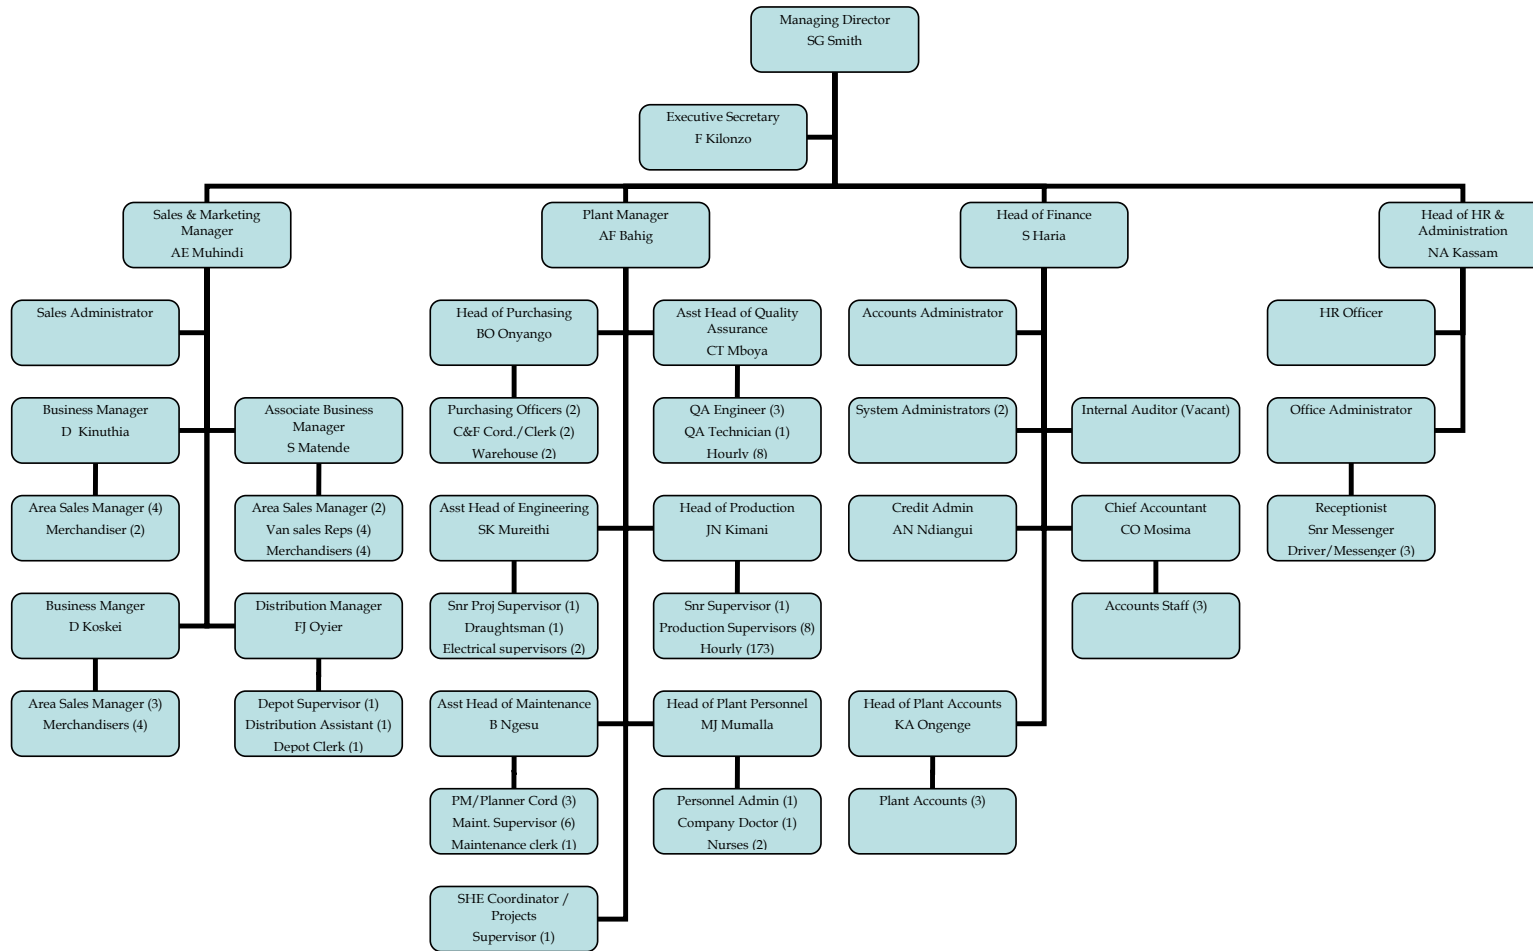 Managing Director
SG Smith
Executive Secretary
F Kilonzo
Sales & Marketing
Manager
AE Muhindi
Plant Manager
AF Bahig
Head of Finance
S Haria
Head of HR &
Administration
NA Kassam
Sales Administrator
Head of Purchasing
BO Onyango
Asst Head of Quality
Assurance
CT Mboya
Accounts Administrator
HR Officer
Business Manager
D Kinuthia
Associate Business
Manager
S Matende
Purchasing Officers (2)
C&F Cord./Clerk (2)
Warehouse (2)
QA Engineer (3)
QA Technician (1)
Hourly (8)
System Administrators (2)
Internal Auditor (Vacant)
Office Administrator
Area Sales Manager (4)
Merchandiser (2)
Area Sales Manager (2)
Van sales Reps (4)
Merchandisers (4)
Asst Head of Engineering
SK Mureithi
Head of Production
JN Kimani
Credit Admin
AN Ndiangui
Chief Accountant
CO Mosima
Receptionist
Snr Messenger
Driver/Messenger (3)
Business Manger
D Koskei
Distribution Manager
FJ Oyier
Snr Proj Supervisor (1)
Draughtsman (1)
Electrical supervisors (2)
Snr Supervisor (1)
Production Supervisors (8)
Hourly (173)
Accounts Staff (3)
Area Sales Manager (3)
Merchandisers (4)
Depot Supervisor (1)
Distribution Assistant (1)
Depot Clerk (1)
Asst Head of Maintenance
B Ngesu
Head of Plant Personnel
MJ Mumalla
Head of Plant Accounts
KA Ongenge
PM/Planner Cord (3)
Maint. Supervisor (6)
Maintenance clerk (1)
Personnel Admin (1)
Company Doctor (1)
Nurses (2)
Plant Accounts (3)
SHE Coordinator /
Projects
Supervisor (1)